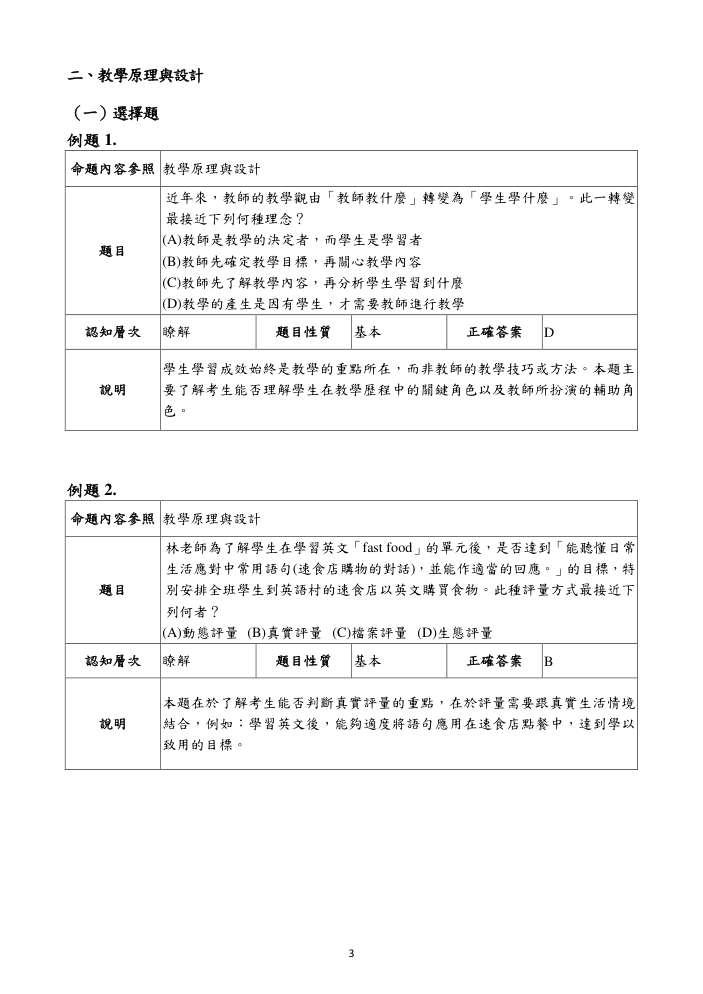 二、教學原理與設計
（一）選擇題
例題 1.
命題內容參照 教學原理與設計
題目
近年來，教師的教學觀由「教師教什麼」轉變為「學生學什麼」。此一轉變
最接近下列何種理念？
(A)教師是教學的決定者，而學生是學習者
(B)教師先確定教學目標，再關心教學內容
(C)教師先了解教學內容，再分析學生學習到什麼
(D)教學的產生是因有學生，才需要教師進行教學
認知層次 瞭解 題目性質 基本 正確答案 D
說明
學生學習成效始終是教學的重點所在，而非教師的教學技巧或方法。本題主
要了解考生能否理解學生在教學歷程中的關鍵角色以及教師所扮演的輔助角
色。
例題 2.
命題內容參照 教學原理與設計
題目
林老師為了解學生在學習英文「fast food」的單元後，是否達到「能聽懂日常
生活應對中常用語句(速食店購物的對話)，並能作適當的回應。」的目標，特
別安排全班學生到英語村的速食店以英文購買食物。此種評量方式最接近下
列何者？
(A)動態評量 (B)真實評量 (C)檔案評量 (D)生態評量
認知層次 瞭解 題目性質 基本 正確答案 B
說明
本題在於了解考生能否判斷真實評量的重點，在於評量需要跟真實生活情境
結合，例如：學習英文後，能夠適度將語句應用在速食店點餐中，達到學以
致用的目標。
3